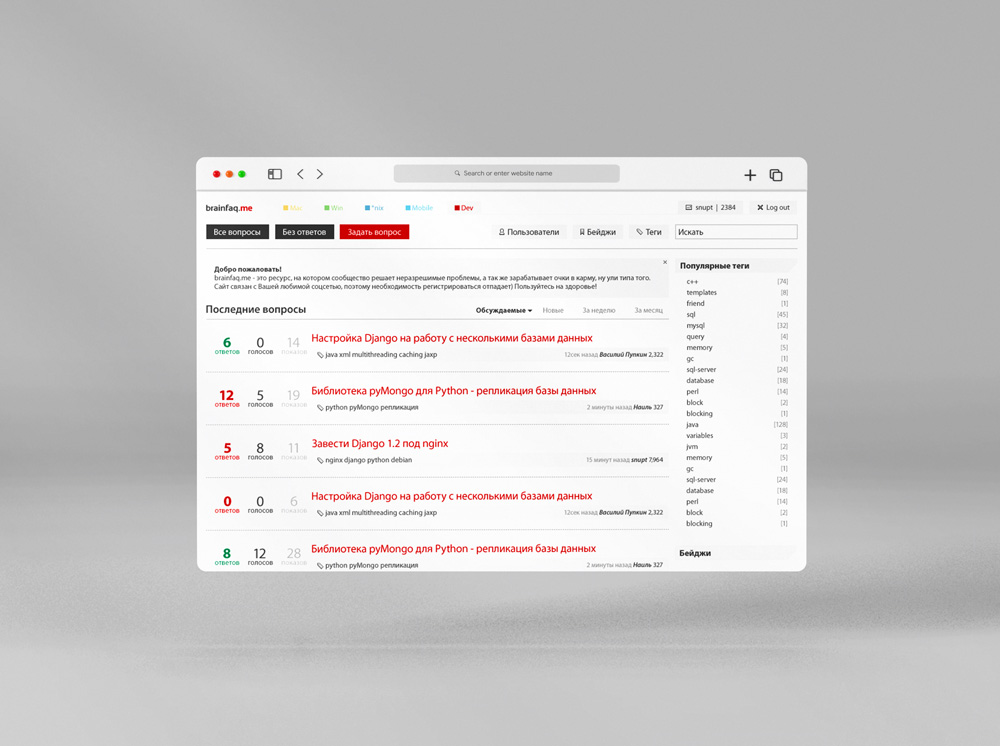 Search or enter website name
brainfaq.me Mac Win *nix Mobile Dev snupt | 2384 Log out
Все вопросы Без ответов Задать вопрос Пользователи Бейджи Теги Искать
Добро пожаловать!
brainfaq.me - это ресурс, на котором сообщество решает неразрешимые проблемы, а так же зарабатывает очки в карму, ну ули типа того.
Сайт связан с Вашей любимой соцсетью, поэтому необходимость регистрироваться отпадает) Пользуйтесь на здоровье!
Последние вопросы Обсуждаемые Новые За неделю За месяц
6 0 14 Настройка Django на работу с несколькими базами данных
ответов голосов показов java xml multithreading caching jaxp 12сек назад Василий Пупкин 2,322
12 5 19 Библиотека pyMongo для Python - репликация базы данных
ответов голосов показов python pyMongo репликация 2 минуты назад Наиль 327
5 8 11 Завести Django 1.2 под nginx
ответов голосов показов nginx django python debian 15 минут назад snupt 7,964
0 0 6 Настройка Django на работу с несколькими базами данных
ответов голосов показов java xml multithreading caching jaxp 12сек назад Василий Пупкин 2,322
8 12 28 Библиотека pyMongo для Python - репликация базы данных
ответов голосов показов python pyMongo репликация 2 минуты назад Наиль 327
Популярные теги
c++ [74]
templates [8]
friend [1]
sql [45]
mysql [32]
query [4]
memory [5]
gc [1]
sql-server [24]
database [18]
perl [14]
block [2]
blocking [1]
java [128]
variables [3]
jvm [2]
memory [5]
gc [1]
sql-server [24]
database [18]
perl [14]
block [2]
blocking [1]
Бейджи